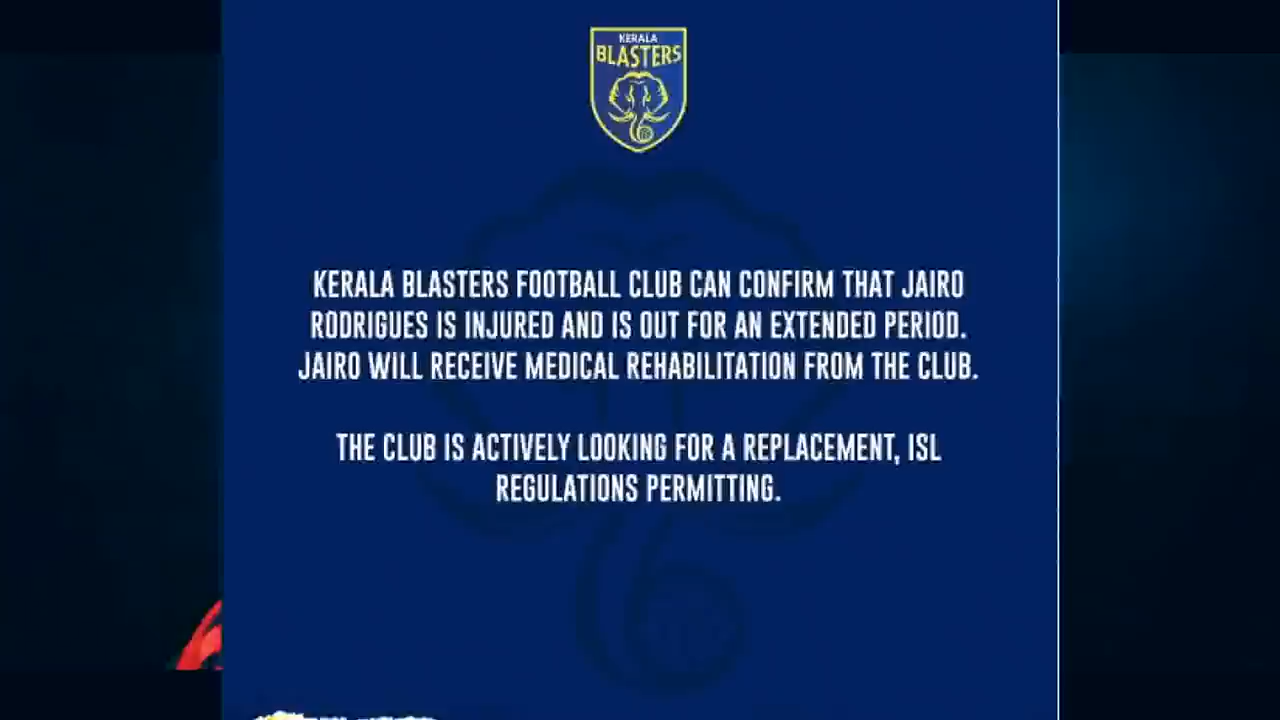 KERALA
BLASTERS
KERALA BLASTERS FOOTBALL CLUB CAN CONFIRM THAT JAIRO
RODRIGUES IS INJURED AND IS OUT FOR AN EXTENDED PERIOD.
JAIRO WILL RECEIVE MEDICAL REHABILITATION FROM THE CLUB.
THE CLUB IS ACTIVELY LOOKING FOR A REPLACEMENT, ISL
REGULATIONS PERMITTING.